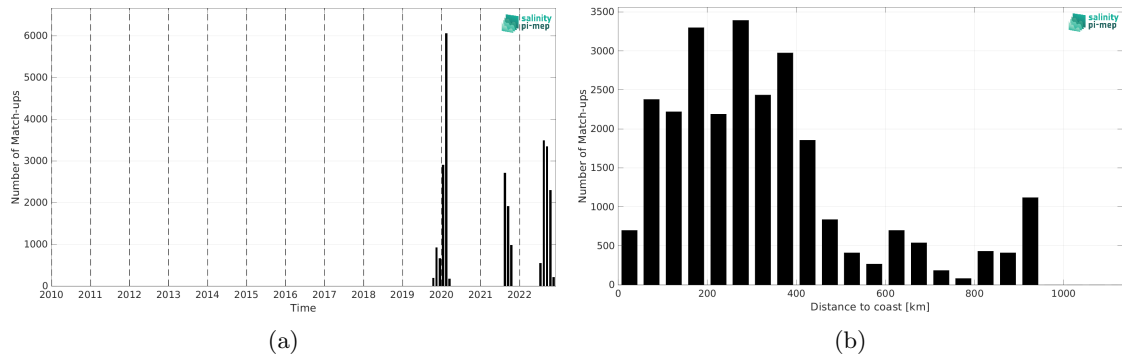 salinity
pi-mep
Number of Match-ups
6000
5000
4000
3000
2000
1000
0
2010 2011 2012 2013 2014 2015 2016 2017 2018 2019 2020 2021 2022
Time
(a)
salinity
pi-mep
Number of Match-ups
3500
3000
2500
2000
1500
1000
500
0
0 200 400 600 800 1000
Distance to coast [km]
(b)